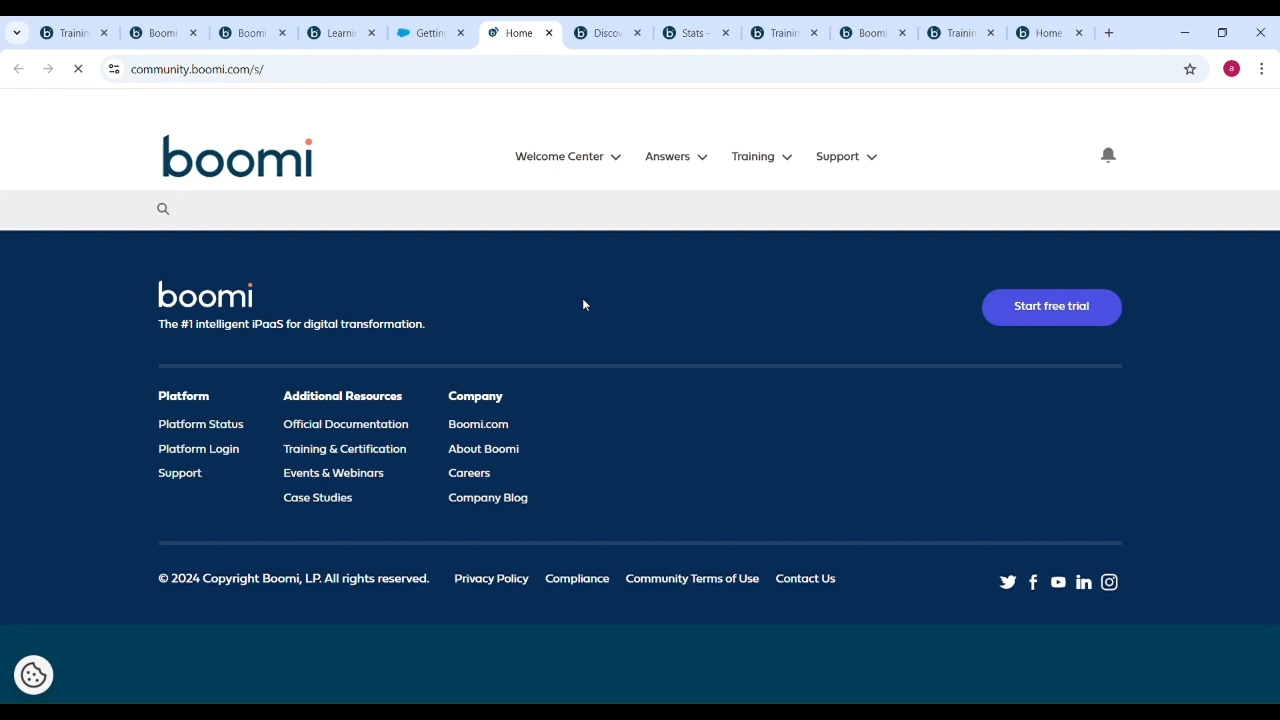 Trainin
Boomi
Boomi
Learnin
Gettin
Home
Discov
Stats -
Trainin
Boomi
Trainin
Home
community.boomi.com/s/
a
boomi
Welcome Center
Answers
Training
Support
boomi
The #1 intelligent iPaaS for digital transformation.
Start free trial
Platform
Additional Resources
Company
Platform Status
Official Documentation
Boomi.com
Platform Login
Training & Certification
About Boomi
Support
Events & Webinars
Careers
Case Studies
Company Blog
© 2024 Copyright Boomi, LP. All rights reserved.
Privacy Policy
Compliance
Community Terms of Use
Contact Us